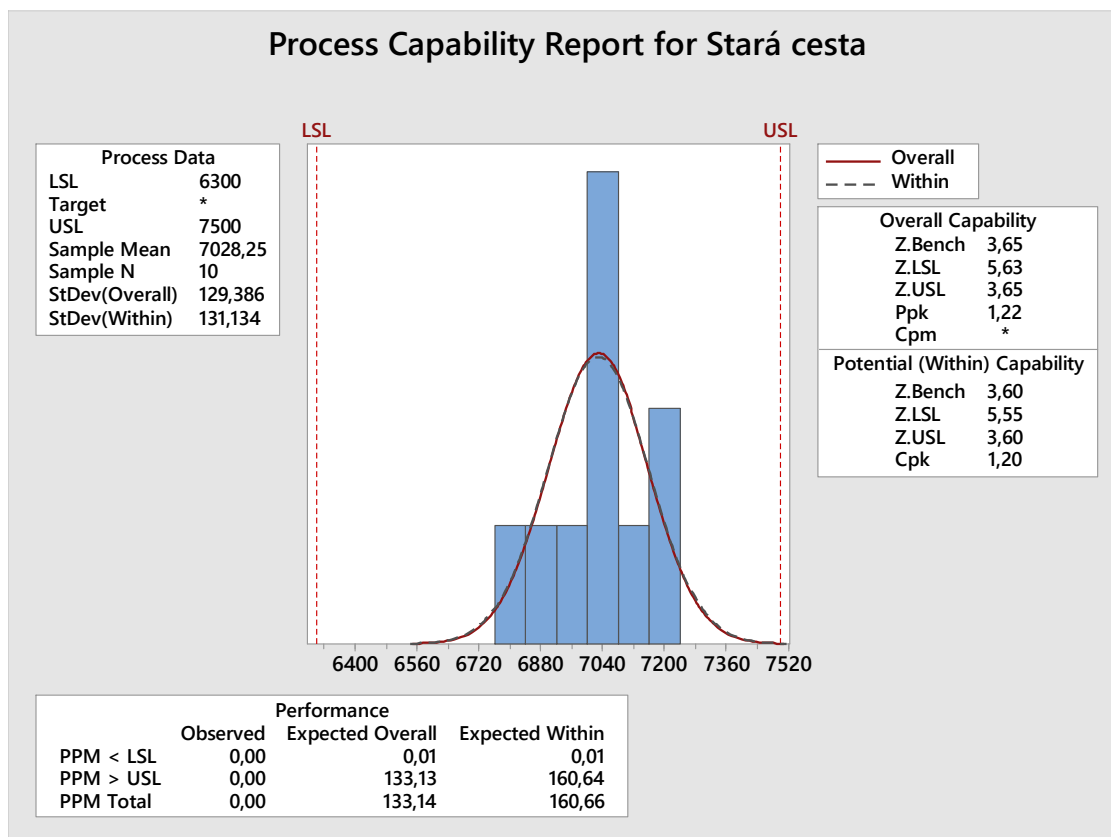 Process Capability Report for Stará cesta
LSL USL
Process Data
LSL 6300
Target *
USL 7500
Sample Mean 7028,25
Sample N 10
StDev(Overall) 129,386
StDev(Within) 131,134
Overall
Within
Overall Capability
Z.Bench 3,65
Z.LSL 5,63
Z.USL 3,65
Ppk 1,22
Cpm *
Potential (Within) Capability
Z.Bench 3,60
Z.LSL 5,55
Z.USL 3,60
Cpk 1,20
6400 6560 6720 6880 7040 7200 7360 7520
Performance
Observed Expected Overall Expected Within
PPM < LSL 0,00 0,01 0,01
PPM > USL 0,00 133,13 160,64
PPM Total 0,00 133,14 160,66